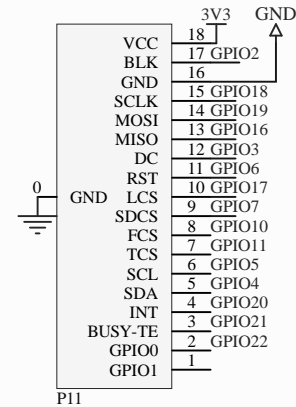 3V3 GND
VCC 18
BLK 17 GPIO2
GND 16
SCLK 15 GPIO18
MOSI 14 GPIO19
MISO 13 GPIO16
DC 12 GPIO3
RST 11 GPIO6
0 GND LCS 10 GPIO17
SDCS 9 GPIO7
FCS 8 GPIO10
TCS 7 GPIO11
SCL 6 GPIO5
SDA 5 GPIO4
INT 4 GPIO20
BUSY-TE 3 GPIO21
GPIO0 2 GPIO22
GPIO1 1
P11